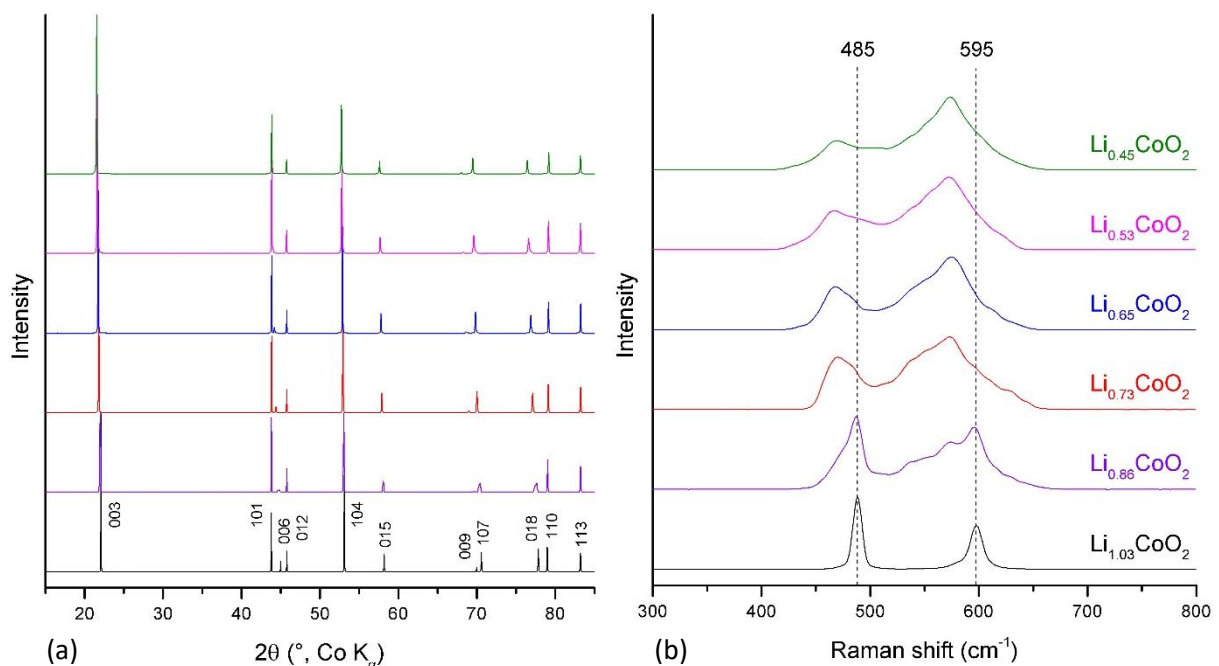 Intensity
003
101
006
012
104
015
009
107
018
110
113
20 30 40 50 60 70 80
(a) 2θ (°, Co Kα)
485 595
Intensity
Li0.45CoO2
Li0.53CoO2
Li0.65CoO2
Li0.73CoO2
Li0.86CoO2
Li1.03CoO2
300 400 500 600 700 800
(b) Raman shift (cm-1)